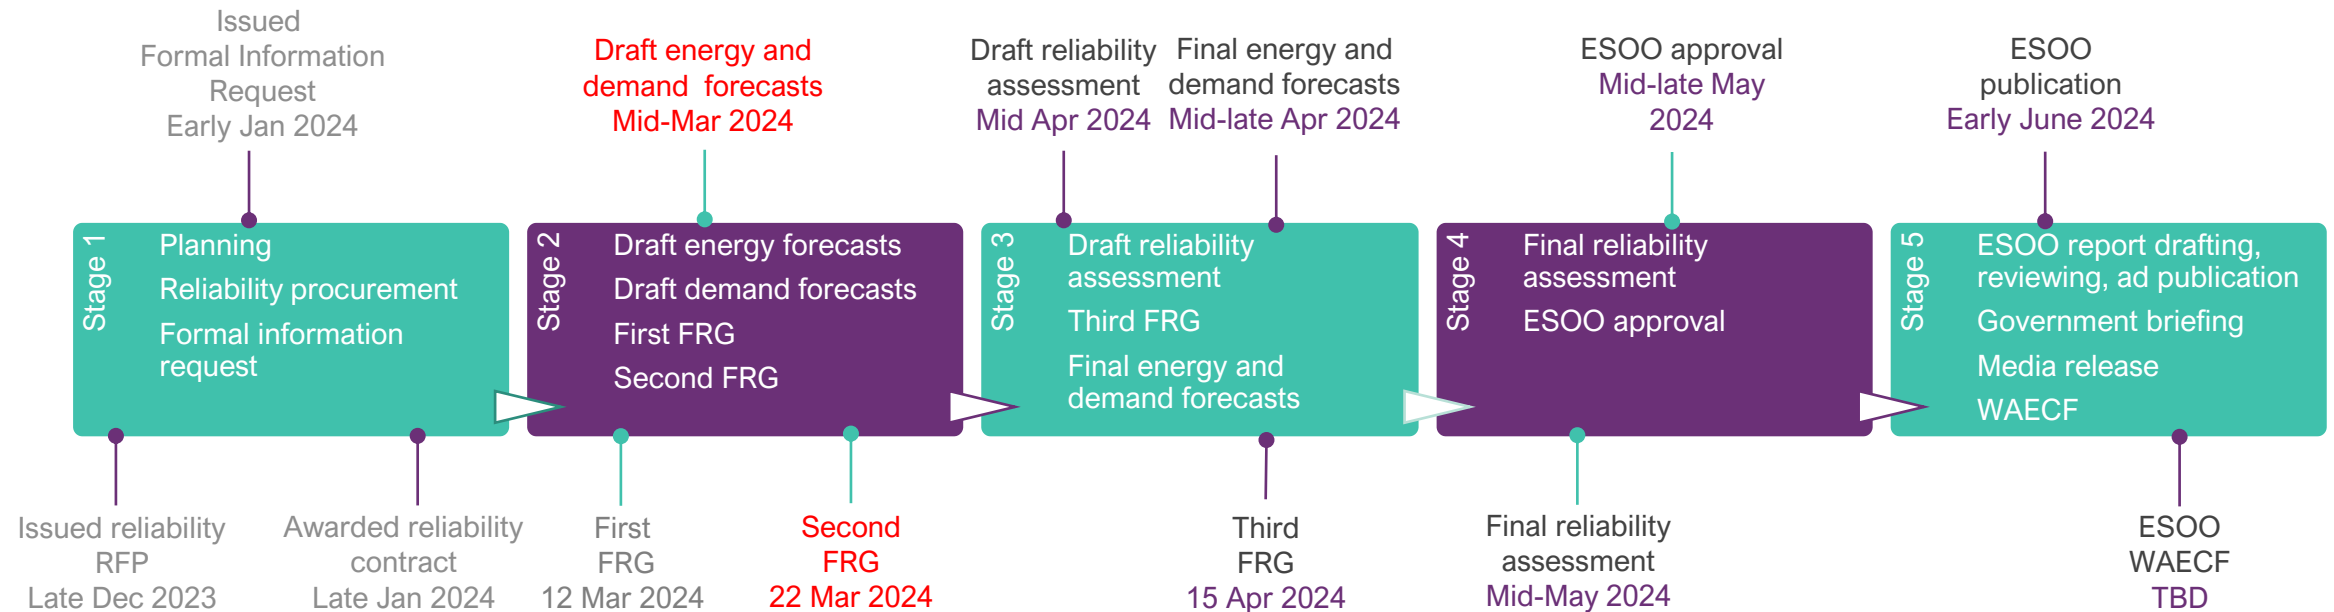 Issued
Formal Information
Request
Early Jan 2024
Draft energy and
demand forecasts
Mid-Mar 2024
Draft reliability
assessment
Mid Apr 2024
Final energy and
demand forecasts
Mid-late Apr 2024
ESOO approval
Mid-late May
2024
ESOO
publication
Early June 2024
Stage 1
Planning
Reliability procurement
Formal information
request
Stage 2
Draft energy forecasts
Draft demand forecasts
First FRG
Second FRG
Stage 3
Draft reliability
assessment
Third FRG
Final energy and
demand forecasts
Stage 4
Final reliability
assessment
ESOO approval
Stage 5
ESOO report drafting,
reviewing, ad publication
Government briefing
Media release
WAECF
Issued reliability
RFP
Late Dec 2023
Awarded reliability
contract
Late Jan 2024
First
FRG
12 Mar 2024
Second
FRG
22 Mar 2024
Third
FRG
15 Apr 2024
Final reliability
assessment
Mid-May 2024
ESOO
WAECF
TBD